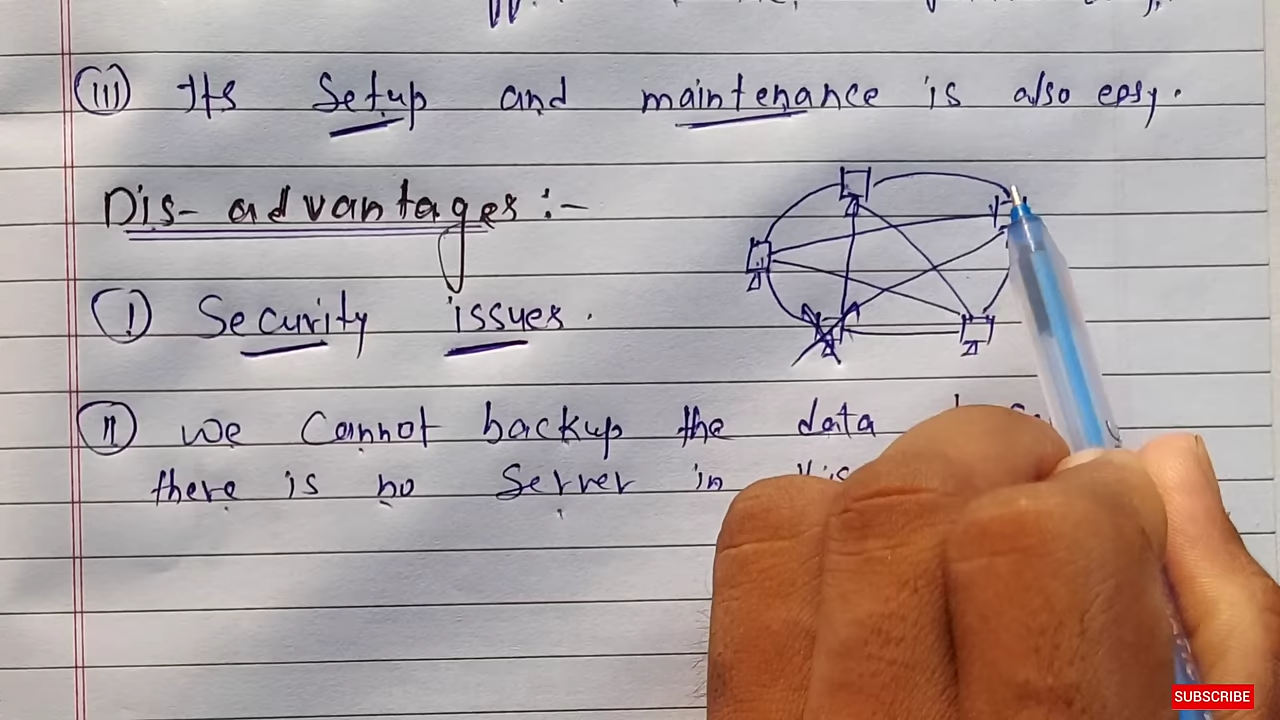 (III) Its Setup and maintenance is also easy.
Dis-advantages :-
(I) Security issues.
(II) We Cannot backup the data
there is no Server in
SUBSCRIBE